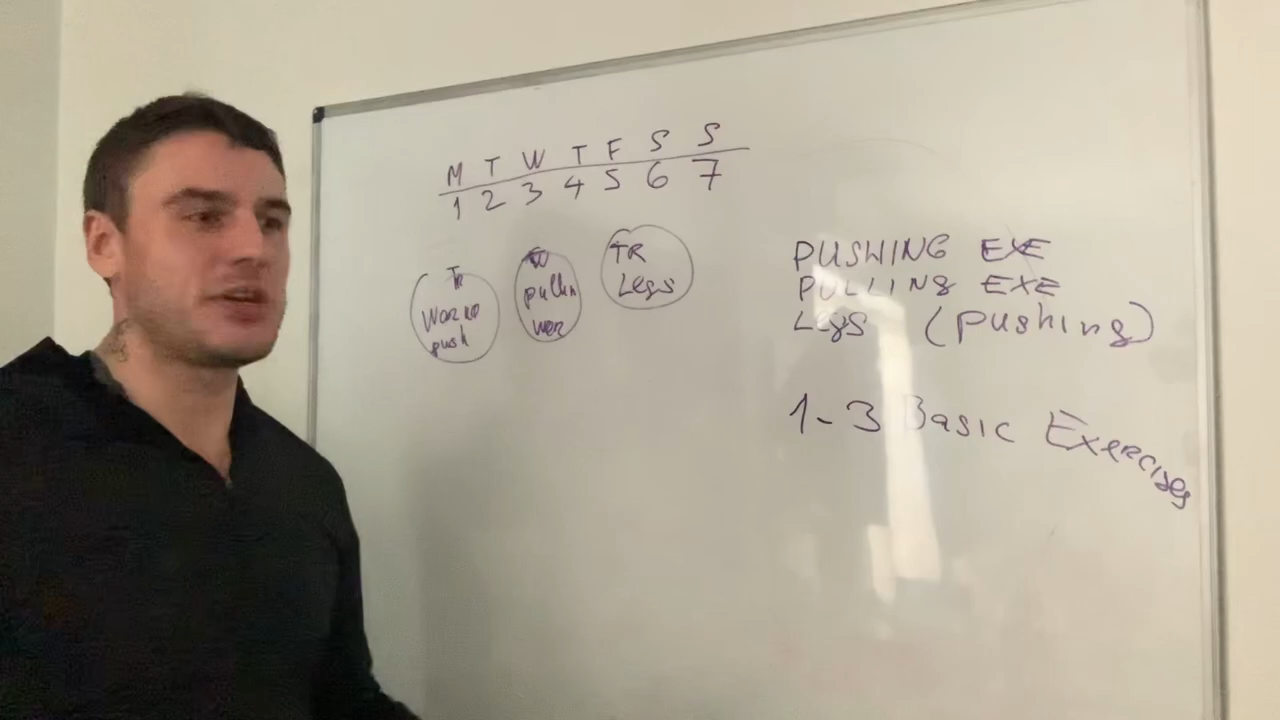 M T W T F S S
1 2 3 4 5 6 7
TR
Legs
push
PUSHING EXE
PULLING EXE
Legs (pushing)
1-3 Basic Exercises